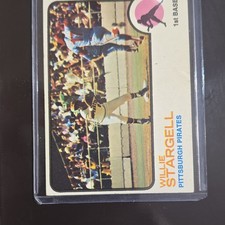 1st BASE
WILLIE
STARGELL
PITTSBURGH PIRATES